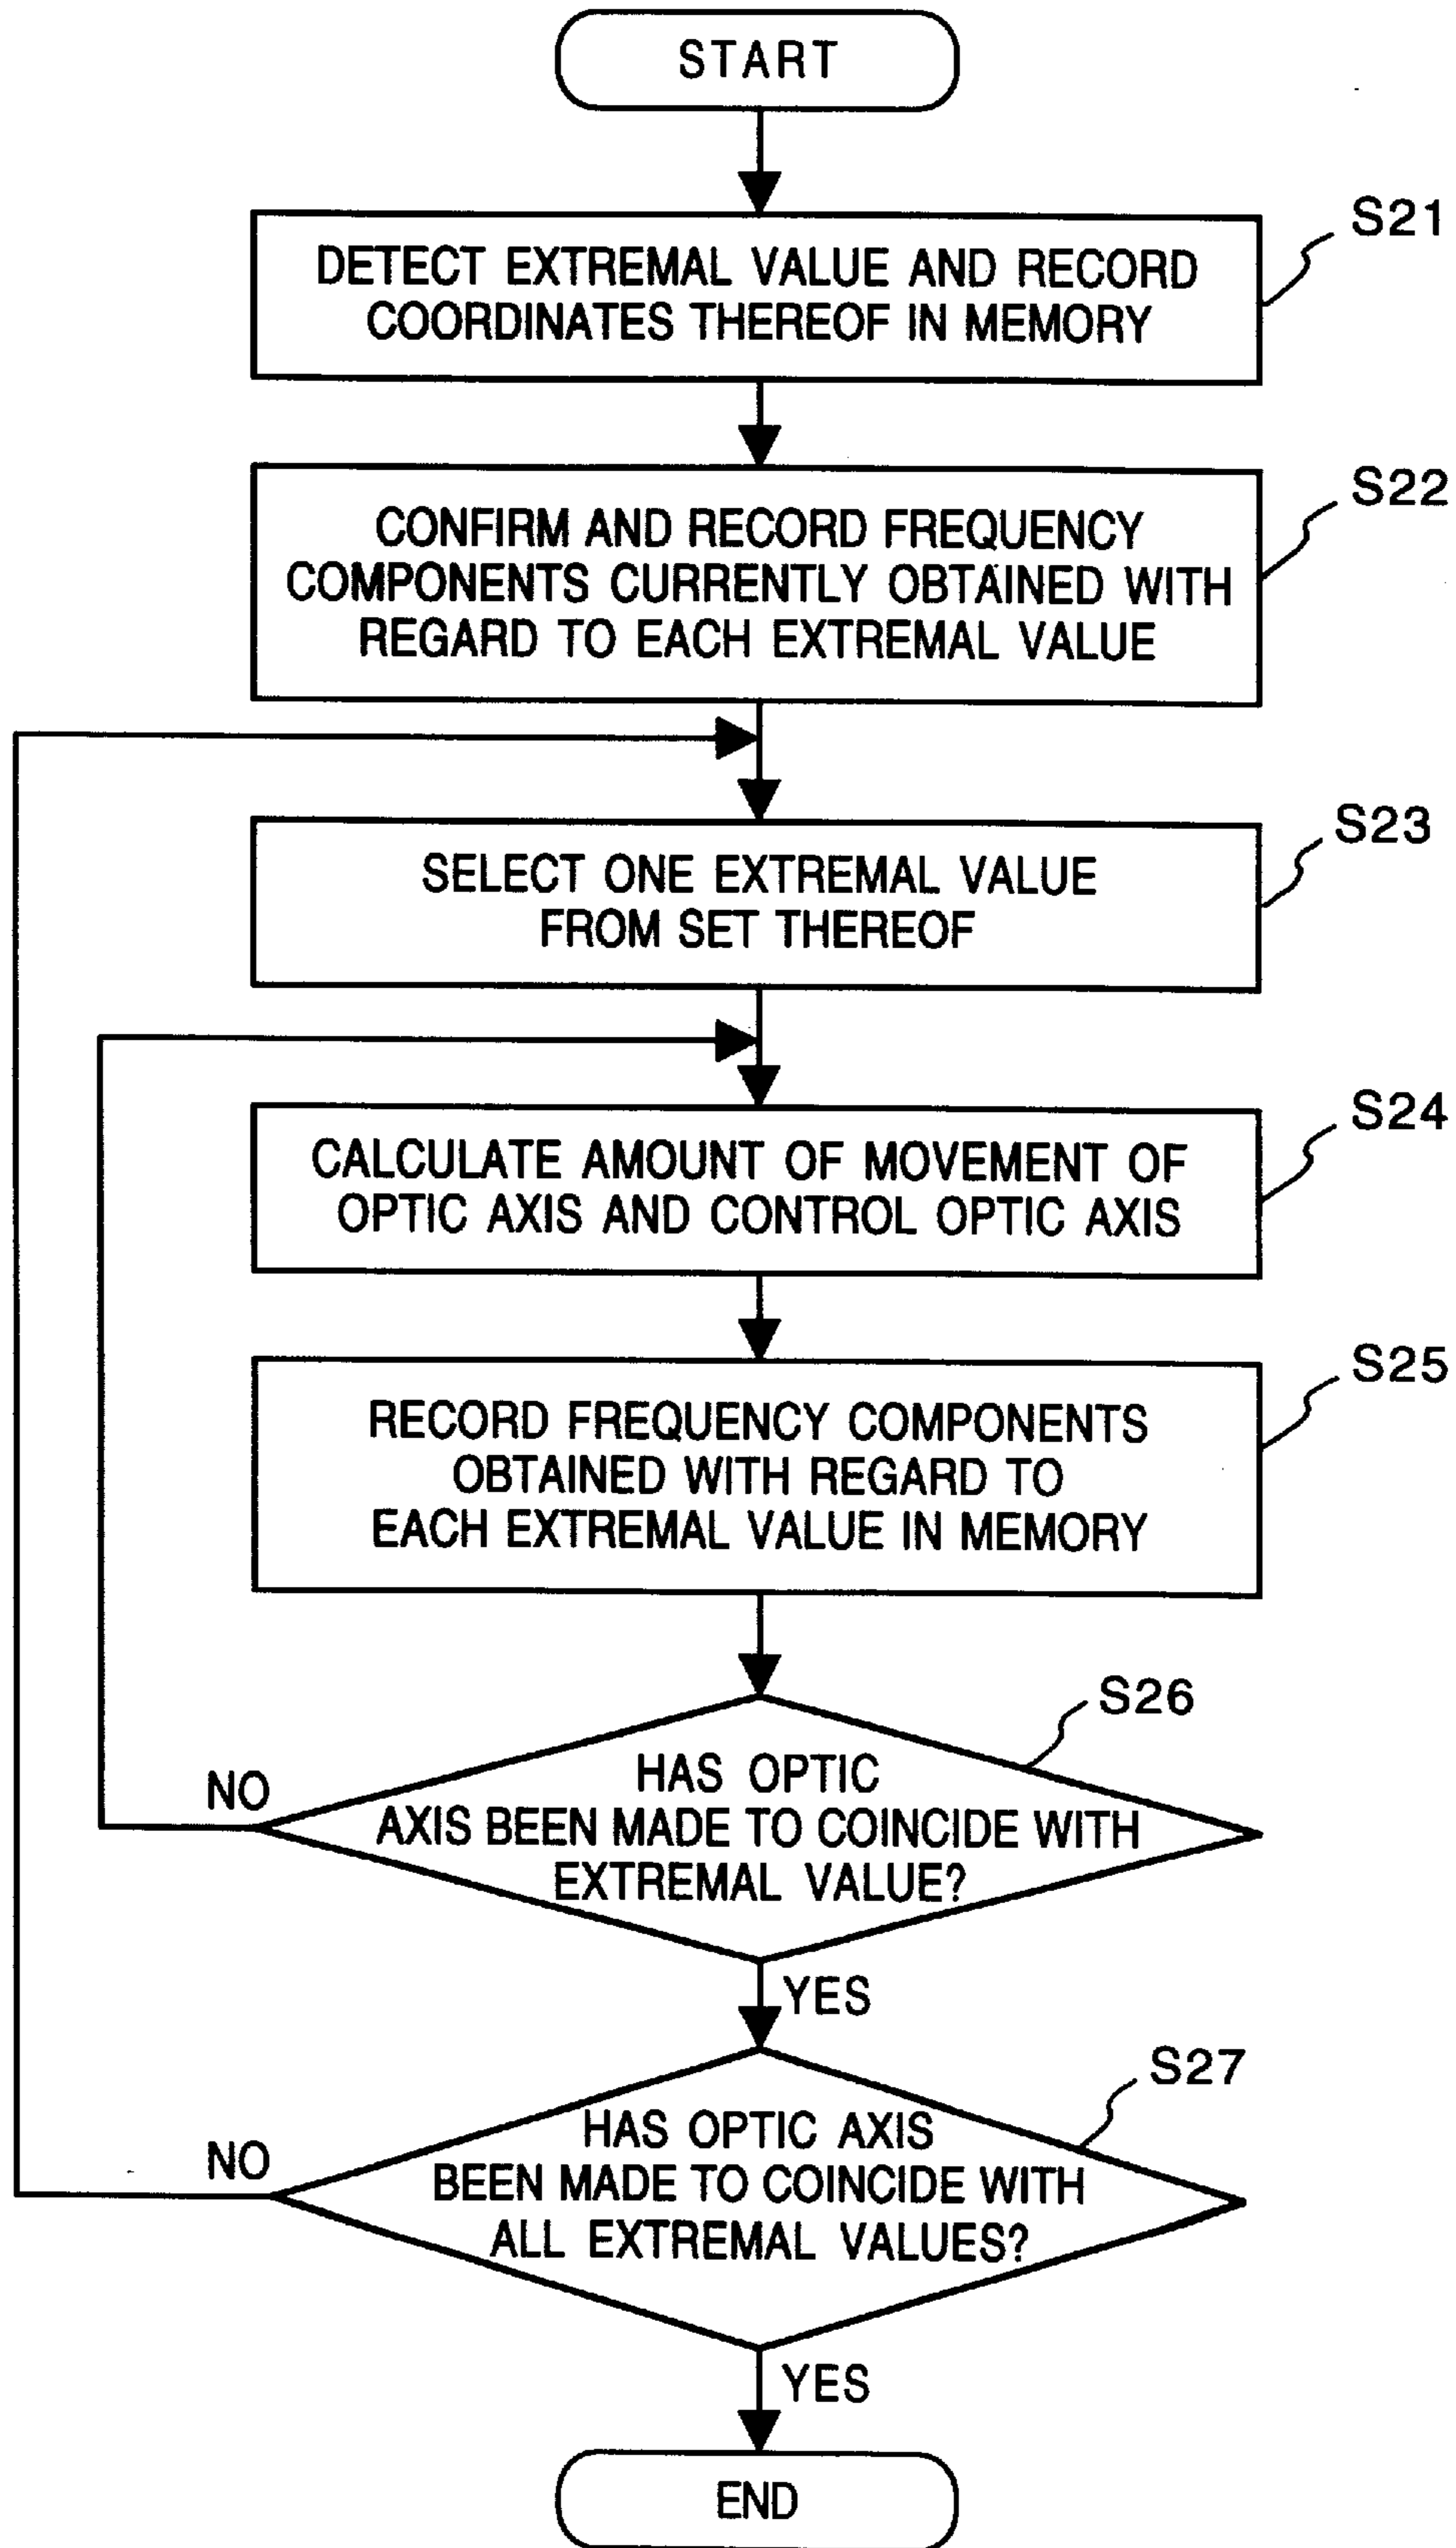 START
S21
DETECT EXTREMAL VALUE AND RECORD
COORDINATES THEREOF IN MEMORY
S22
CONFIRM AND RECORD FREQUENCY
COMPONENTS CURRENTLY OBTAINED WITH
REGARD TO EACH EXTREMAL VALUE
S23
SELECT ONE EXTREMAL VALUE
FROM SET THEREOF
S24
CALCULATE AMOUNT OF MOVEMENT OF
OPTIC AXIS AND CONTROL OPTIC AXIS
S25
RECORD FREQUENCY COMPONENTS
OBTAINED WITH REGARD TO
EACH EXTREMAL VALUE IN MEMORY
S26
HAS OPTIC
AXIS BEEN MADE TO COINCIDE WITH
EXTREMAL VALUE?
NO
YES
S27
HAS OPTIC AXIS
BEEN MADE TO COINCIDE WITH
ALL EXTREMAL VALUES?
NO
YES
END